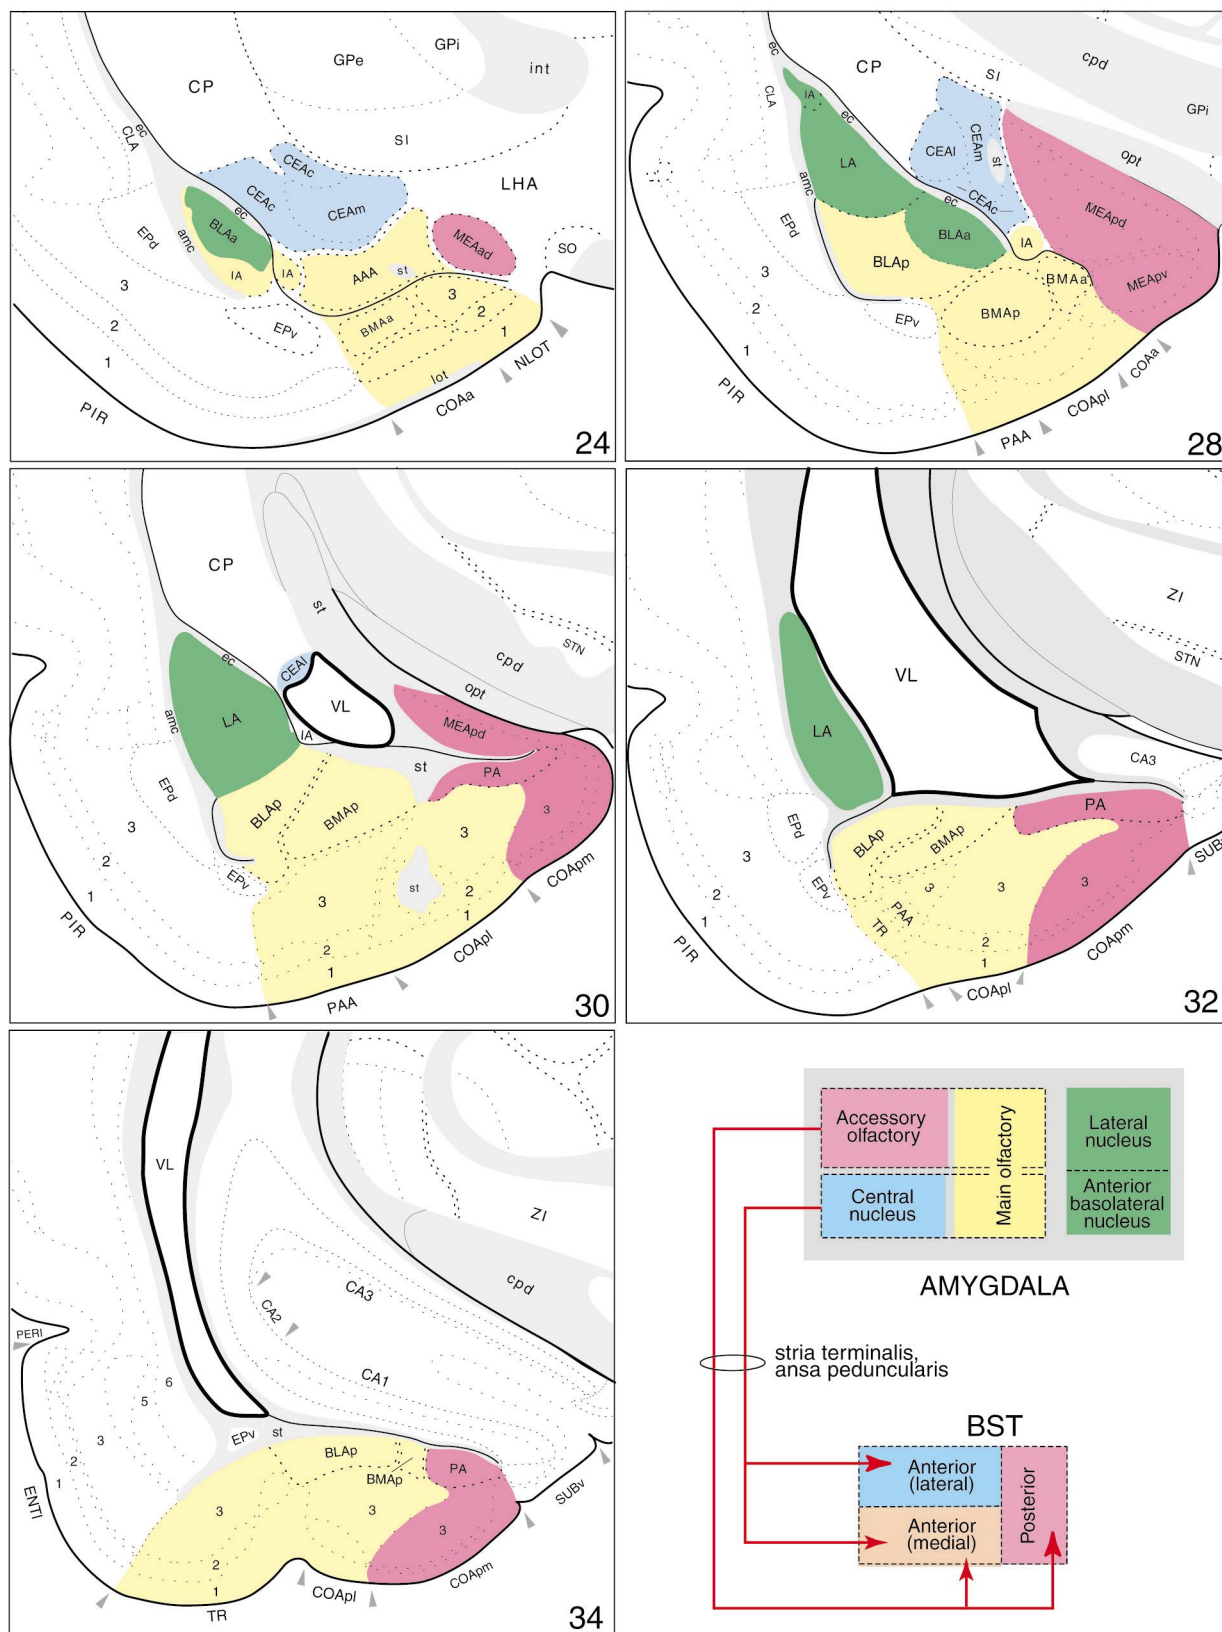 GPe
GPi
int
CP
SI
LHA
CLA
ec
CEAc
CEAc
CEAm
ec
BLAa
amc
IA
IA
AAA
st
MEAad
SO
EPd
EPv
BMAa
3
2
1
3
2
1
lot
NLOT
COAa
PIR
24
ec
CP
SI
cpd
GPi
CLA
IA
ec
CEAm
CEAl
st
opt
LA
amc
CEAc
ec
MEApd
EPd
BLAa
IA
BLAp
BMAa
MEApv
3
2
1
EPv
BMAp
PIR
COAa
COApl
PAA
28
CP
st
STN
cpd
ec
CEAl
opt
VL
LA
amc
IA
MEApd
st
PA
EPd
BLAp
BMAp
3
3
3
2
1
EPv
st
2
1
3
2
1
PIR
COApm
COApl
PAA
30
ZI
STN
VL
LA
CA3
PA
EPd
BLAp
BMAp
SUBv
3
2
1
EPv
3
3
3
PAA
TR
2
1
PIR
COApm
COApl
32
VL
ZI
cpd
CA3
CA2
CA1
PERI
6
5
3
2
1
EPv
st
BLAp
BMAp
PA
SUBv
ENTl
3
3
3
2
1
COApm
COApl
TR
34
Accessory
olfactory
Main olfactory
Lateral
nucleus
Central
nucleus
Anterior
basolateral
nucleus
AMYGDALA
stria terminalis,
ansa peduncularis
BST
Anterior
(lateral)
Posterior
Anterior
(medial)